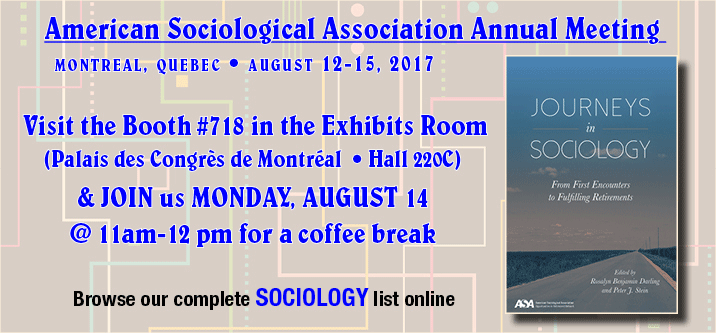 American Sociological Association Annual Meeting
MONTREAL, QUEBEC • AUGUST 12-15, 2017
Visit the Booth #718 in the Exhibits Room
(Palais des Congrès de Montréal • Hall 220C)
& JOIN us MONDAY, AUGUST 14
@ 11am-12 pm for a coffee break
Browse our complete SOCIOLOGY list online
JOURNEYS
in
SOCIOLOGY
From First Encounters
to Fulfilling Retirements
Edited by
Rosalyn Benjamin Darling
and Peter J. Stein
ASA